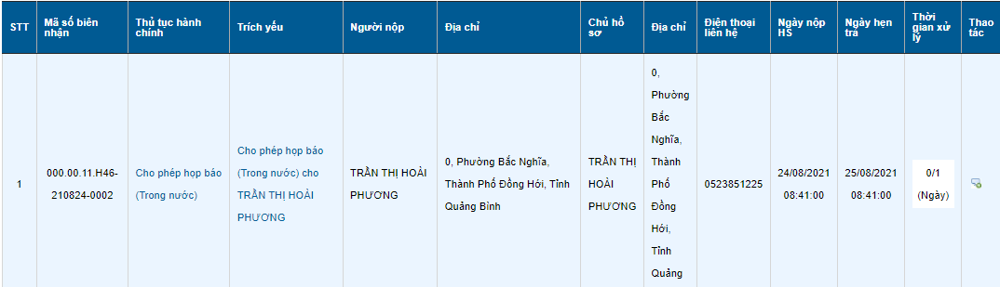 STT
Mã số biên
nhận
Thủ tục hành
chính
Trích yếu
Người nộp
Địa chỉ
Chủ hồ
sơ
Địa chỉ
Điện thoại
liên hệ
Ngày nộp
HS
Ngày hẹn
trả
Thời
gian xử
lý
Thao
tác
1
000.00.11.H46-
210824-0002
Cho phép họp báo
(Trong nước)
Cho phép họp báo
(Trong nước) cho
TRẦN THỊ HOÀI
PHƯƠNG
TRẦN THỊ HOÀI
PHƯƠNG
0, Phường Bắc Nghĩa,
Thành Phố Đồng Hới, Tỉnh
Quảng Bình
TRẦN THỊ
HOÀI
PHƯƠNG
0,
Phường
Bắc
Nghĩa,
Thành
Phố
Đồng
Hới,
Tỉnh
Quảng
0523851225
24/08/2021
08:41:00
25/08/2021
08:41:00
0/1
(Ngày)